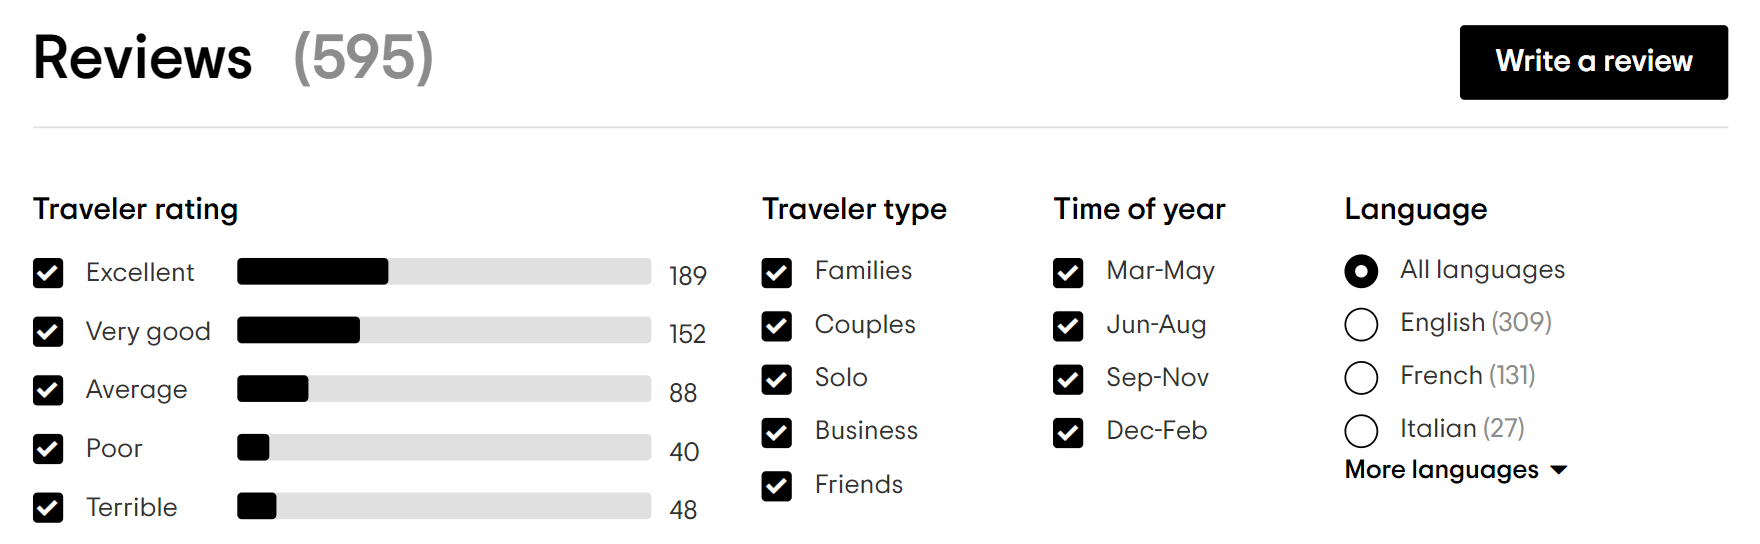 Reviews (595)
Write a review
Traveler rating
Excellent 189
Very good 152
Average 88
Poor 40
Terrible 48
Traveler type
Families
Couples
Solo
Business
Friends
Time of year
Mar-May
Jun-Aug
Sep-Nov
Dec-Feb
Language
All languages
English (309)
French (131)
Italian (27)
More languages